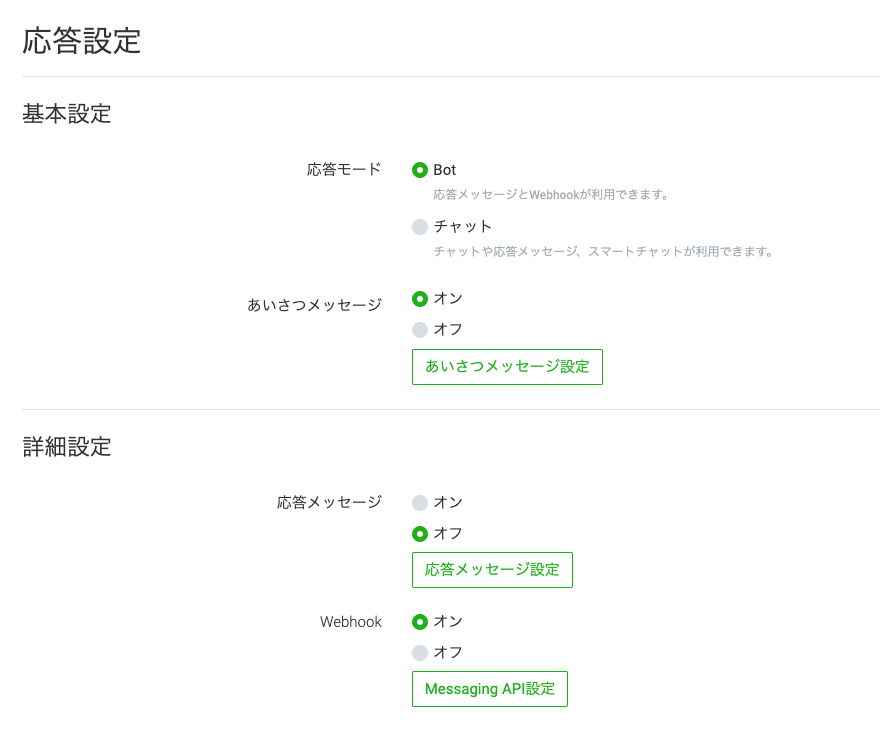 応答設定
基本設定
応答モード
Bot
応答メッセージとWebhookが利用できます。
チャット
チャットや応答メッセージ、スマートチャットが利用できます。
あいさつメッセージ
オン
オフ
あいさつメッセージ設定
詳細設定
応答メッセージ
オン
オフ
応答メッセージ設定
Webhook
オン
オフ
Messaging API設定